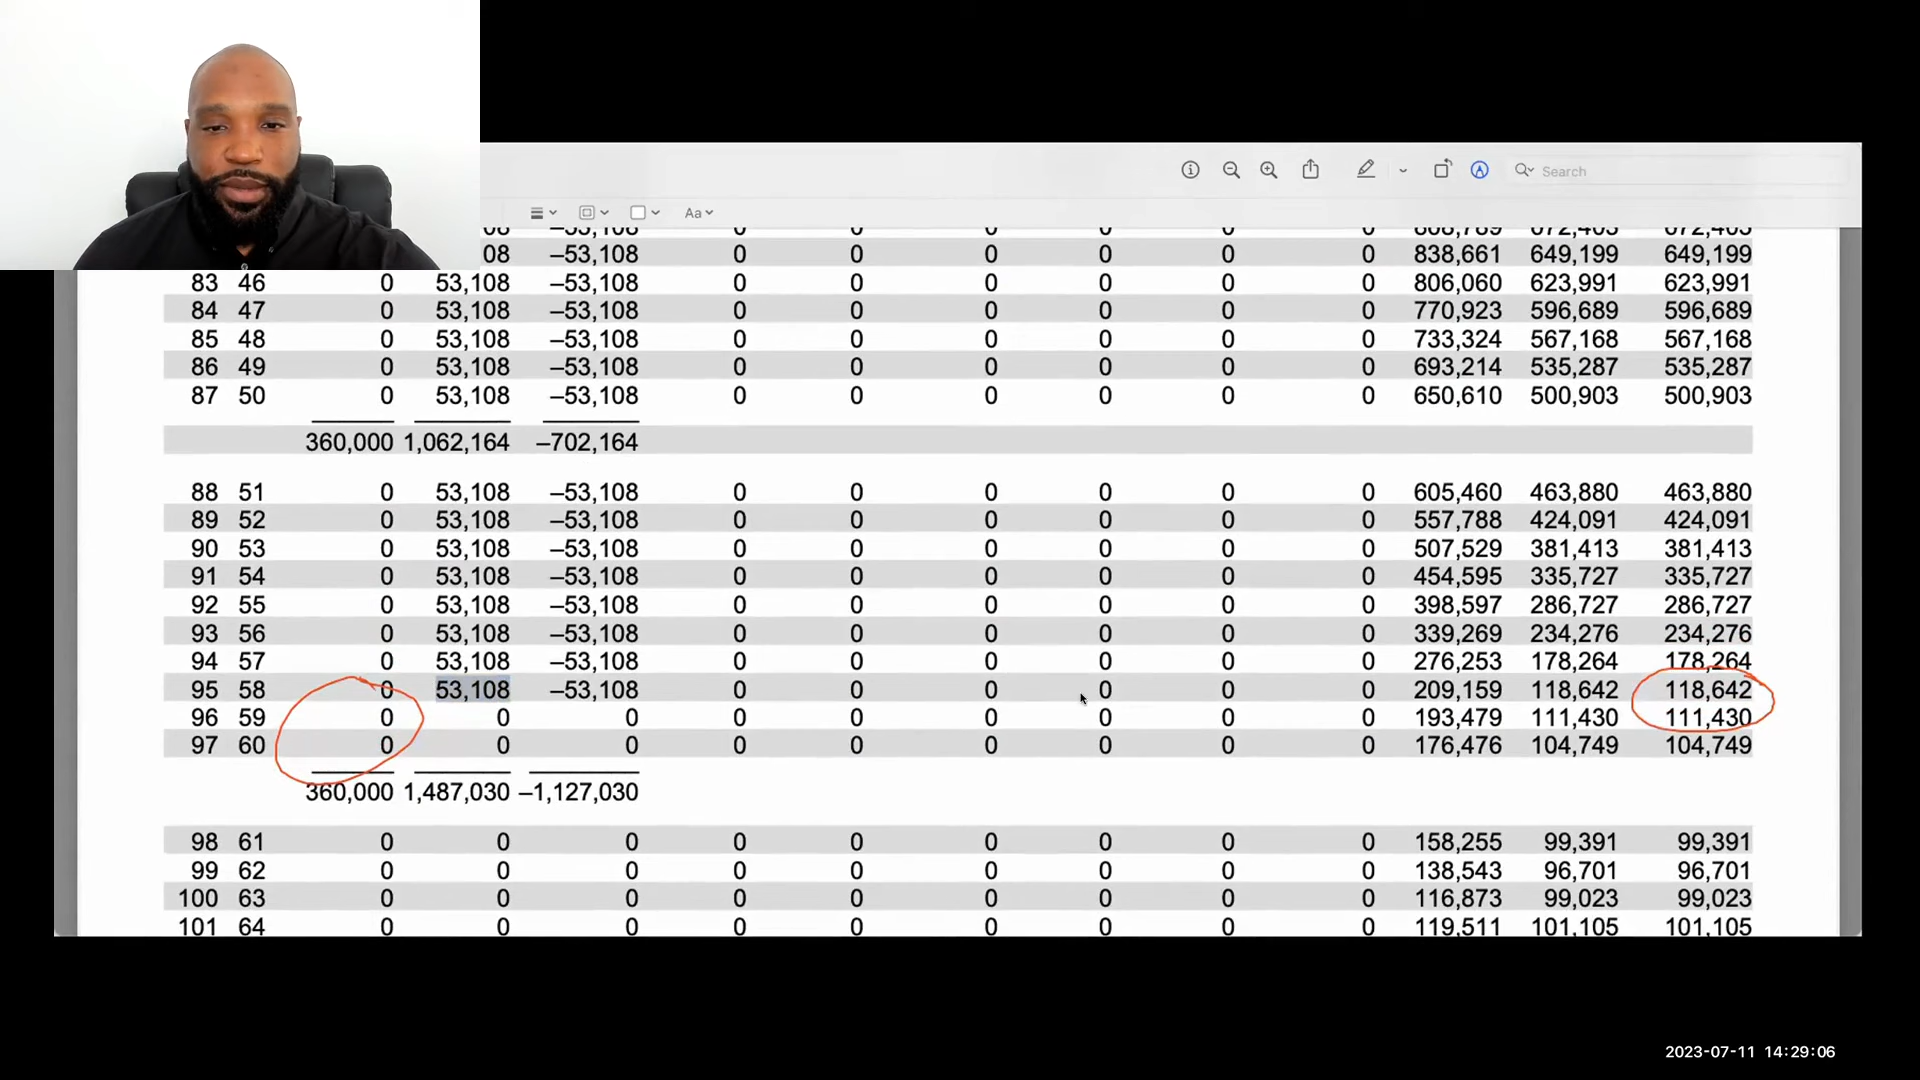 Search
Aa
08 –53,108 0 0 0 0 0 0 868,789 672,403 672,403
08 –53,108 0 0 0 0 0 0 838,661 649,199 649,199
83 46 0 53,108 –53,108 0 0 0 0 0 0 806,060 623,991 623,991
84 47 0 53,108 –53,108 0 0 0 0 0 0 770,923 596,689 596,689
85 48 0 53,108 –53,108 0 0 0 0 0 0 733,324 567,168 567,168
86 49 0 53,108 –53,108 0 0 0 0 0 0 693,214 535,287 535,287
87 50 0 53,108 –53,108 0 0 0 0 0 0 650,610 500,903 500,903
360,000 1,062,164 –702,164
88 51 0 53,108 –53,108 0 0 0 0 0 0 605,460 463,880 463,880
89 52 0 53,108 –53,108 0 0 0 0 0 0 557,788 424,091 424,091
90 53 0 53,108 –53,108 0 0 0 0 0 0 507,529 381,413 381,413
91 54 0 53,108 –53,108 0 0 0 0 0 0 454,595 335,727 335,727
92 55 0 53,108 –53,108 0 0 0 0 0 0 398,597 286,727 286,727
93 56 0 53,108 –53,108 0 0 0 0 0 0 339,269 234,276 234,276
94 57 0 53,108 –53,108 0 0 0 0 0 0 276,253 178,264 178,264
95 58 0 53,108 –53,108 0 0 0 0 0 0 209,159 118,642 118,642
96 59 0 0 0 0 0 0 0 0 0 193,479 111,430 111,430
97 60 0 0 0 0 0 0 0 0 0 176,476 104,749 104,749
360,000 1,487,030 –1,127,030
98 61 0 0 0 0 0 0 0 0 0 158,255 99,391 99,391
99 62 0 0 0 0 0 0 0 0 0 138,543 96,701 96,701
100 63 0 0 0 0 0 0 0 0 0 116,873 99,023 99,023
101 64 0 0 0 0 0 0 0 0 0 119,511 101,105 101,105
2023-07-11 14:29:06